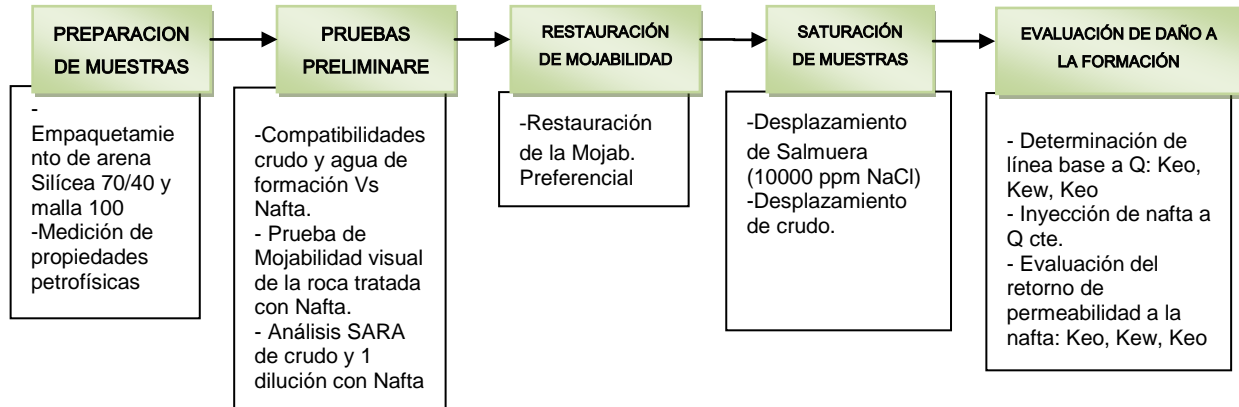 PREPARACION
DE MUESTRAS
-
Empaquetamie
nto de arena
Silícea 70/40 y
malla 100
-Medición de
propiedades
petrofísicas
PRUEBAS
PRELIMINARE
-Compatibilidades
crudo y agua de
formación Vs
Nafta.
- Prueba de
Mojabilidad visual
de la roca tratada
con Nafta.
- Análisis SARA
de crudo y 1
dilución con Nafta
RESTAURACIÓN
DE MOJABILIDAD
-Restauración
de la Mojab.
Preferencial
SATURACIÓN
DE MUESTRAS
-Desplazamiento
de Salmuera
(10000 ppm NaCl)
-Desplazamiento
de crudo.
EVALUACIÓN DE DAÑO A
LA FORMACIÓN
- Determinación de
línea base a Q: Keo,
Kew, Keo
- Inyección de nafta a
Q cte.
- Evaluación del
retorno de
permeabilidad a la
nafta: Keo, Kew, Keo